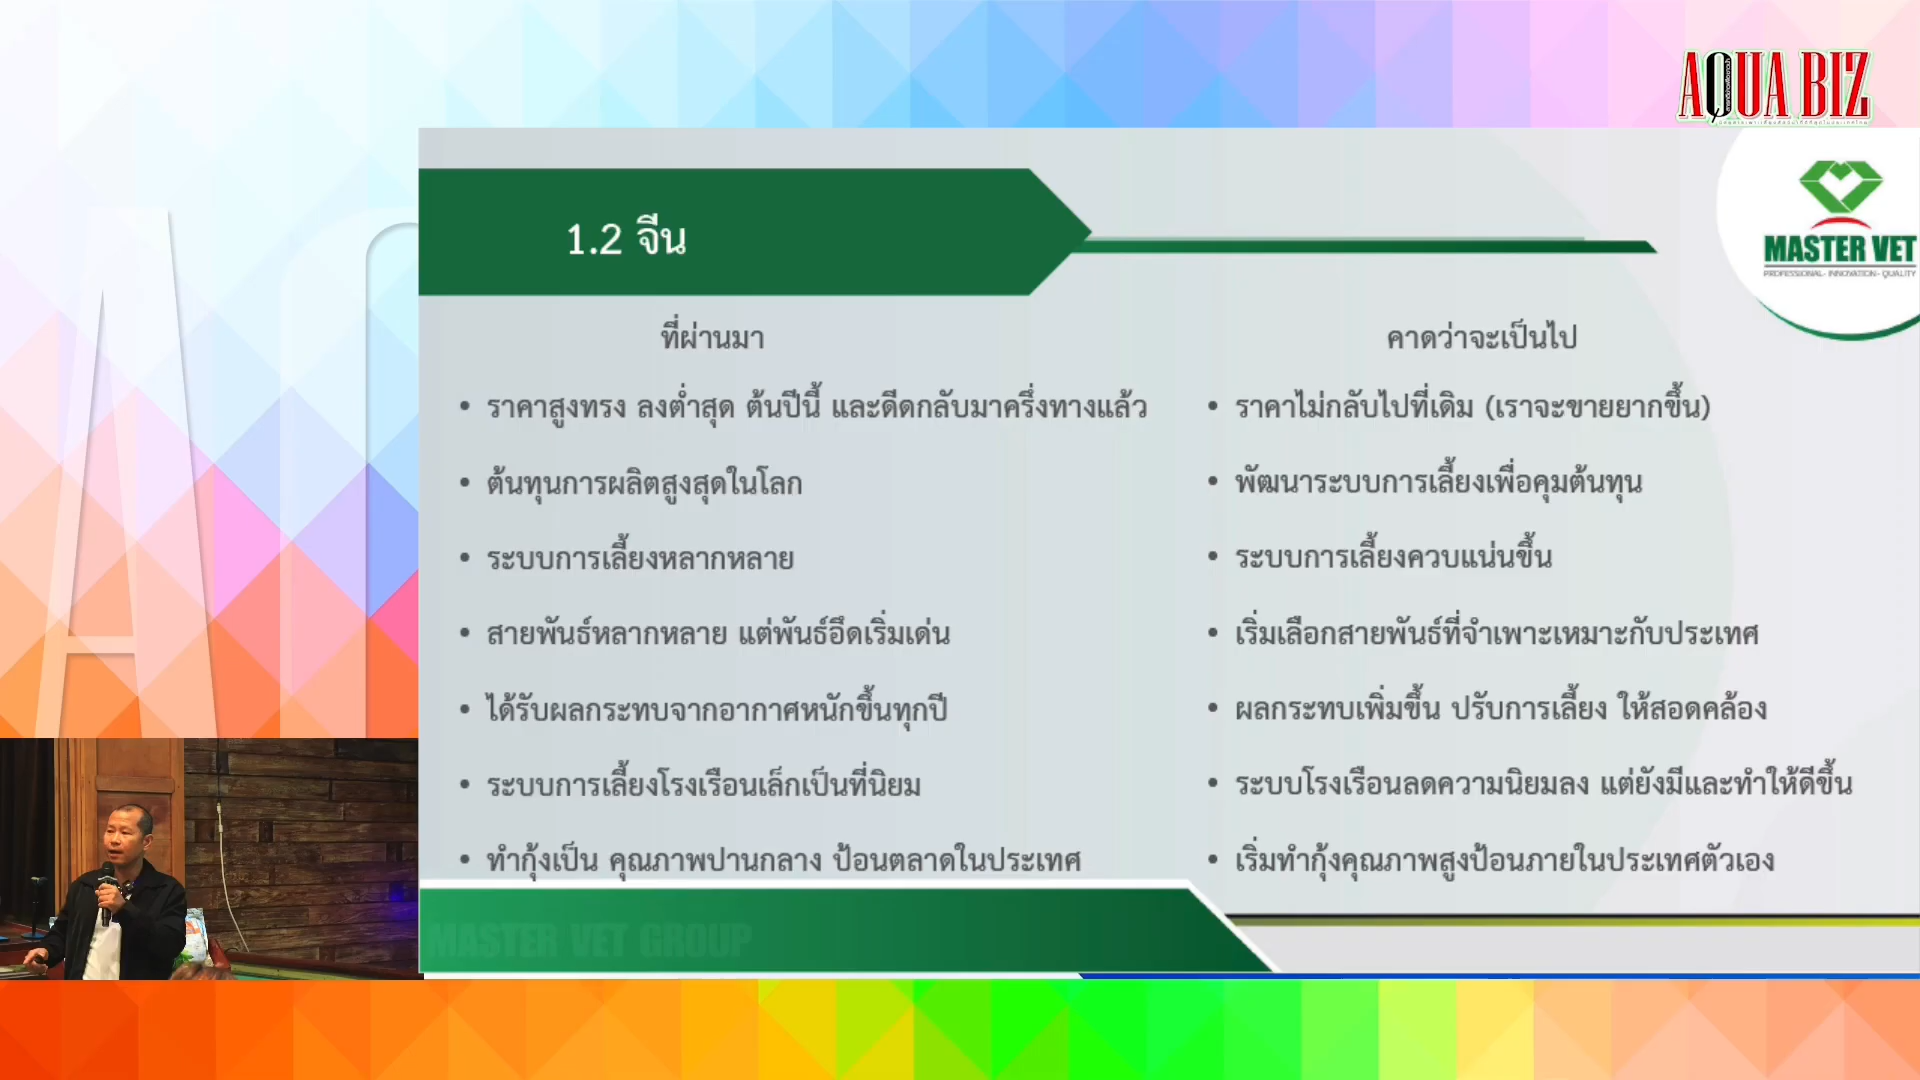 AQUA BIZ
MASTER VET
PROFESSIONAL- INNOVATION- QUALITY
1.2 จีน
ที่ผ่านมา
• ราคาสูงทรง ลงต่ำสุด ต้นปีนี้ และดีดกลับมาครึ่งทางแล้ว
• ต้นทุนการผลิตสูงสุดในโลก
• ระบบการเลี้ยงหลากหลาย
• สายพันธ์หลากหลาย แต่พันธ์อึดเริ่มเด่น
• ได้รับผลกระทบจากอากาศหนักขึ้นทุกปี
• ระบบการเลี้ยงโรงเรือนเล็กเป็นที่นิยม
• ทำกุ้งเป็น คุณภาพปานกลาง ป้อนตลาดในประเทศ
คาดว่าจะเป็นไป
• ราคาไม่กลับไปที่เดิม (เราจะขายยากขึ้น)
• พัฒนาระบบการเลี้ยงเพื่อคุมต้นทุน
• ระบบการเลี้ยงควบแน่นขึ้น
• เริ่มเลือกสายพันธ์ที่จำเพาะเหมาะกับประเทศ
• ผลกระทบเพิ่มขึ้น ปรับการเลี้ยง ให้สอดคล้อง
• ระบบโรงเรือนลดความนิยมลง แต่ยังมีและทำให้ดีขึ้น
• เริ่มทำกุ้งคุณภาพสูงป้อนภายในประเทศตัวเอง
MASTER VET GROUP